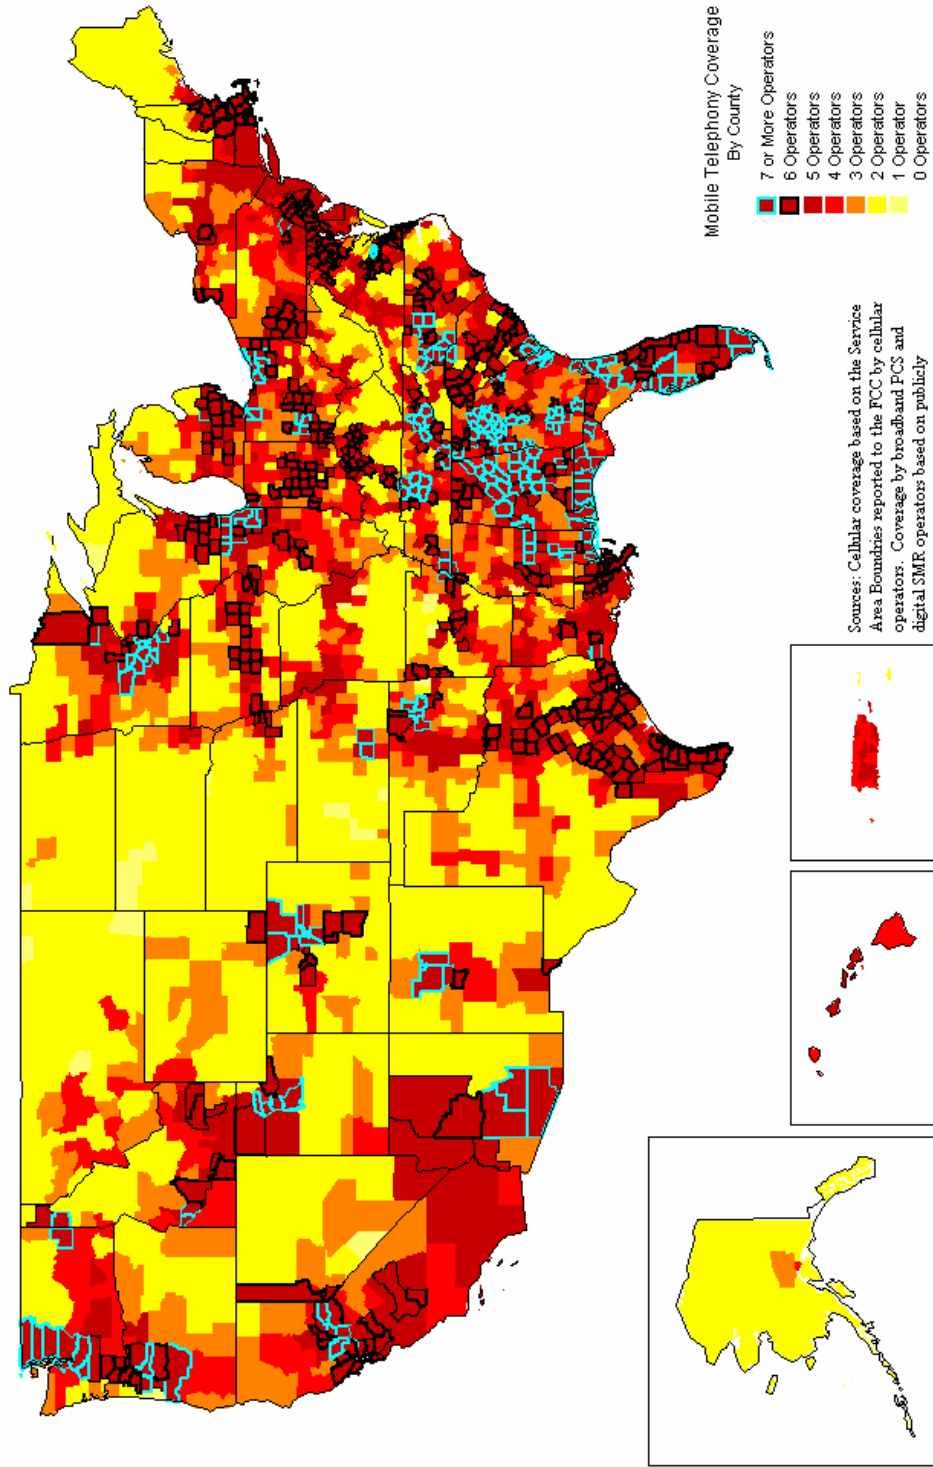 Mobile Telephony Coverage
By County
7 or More Operators
6 Operators
5 Operators
4 Operators
3 Operators
2 Operators
1 Operator
0 Operators
Sources: Cellular coverage based on the Service
Area Boundries reported to the FCC by cellular
operators. Coverage by broadband PCS and
digital SMR operators based on publicly